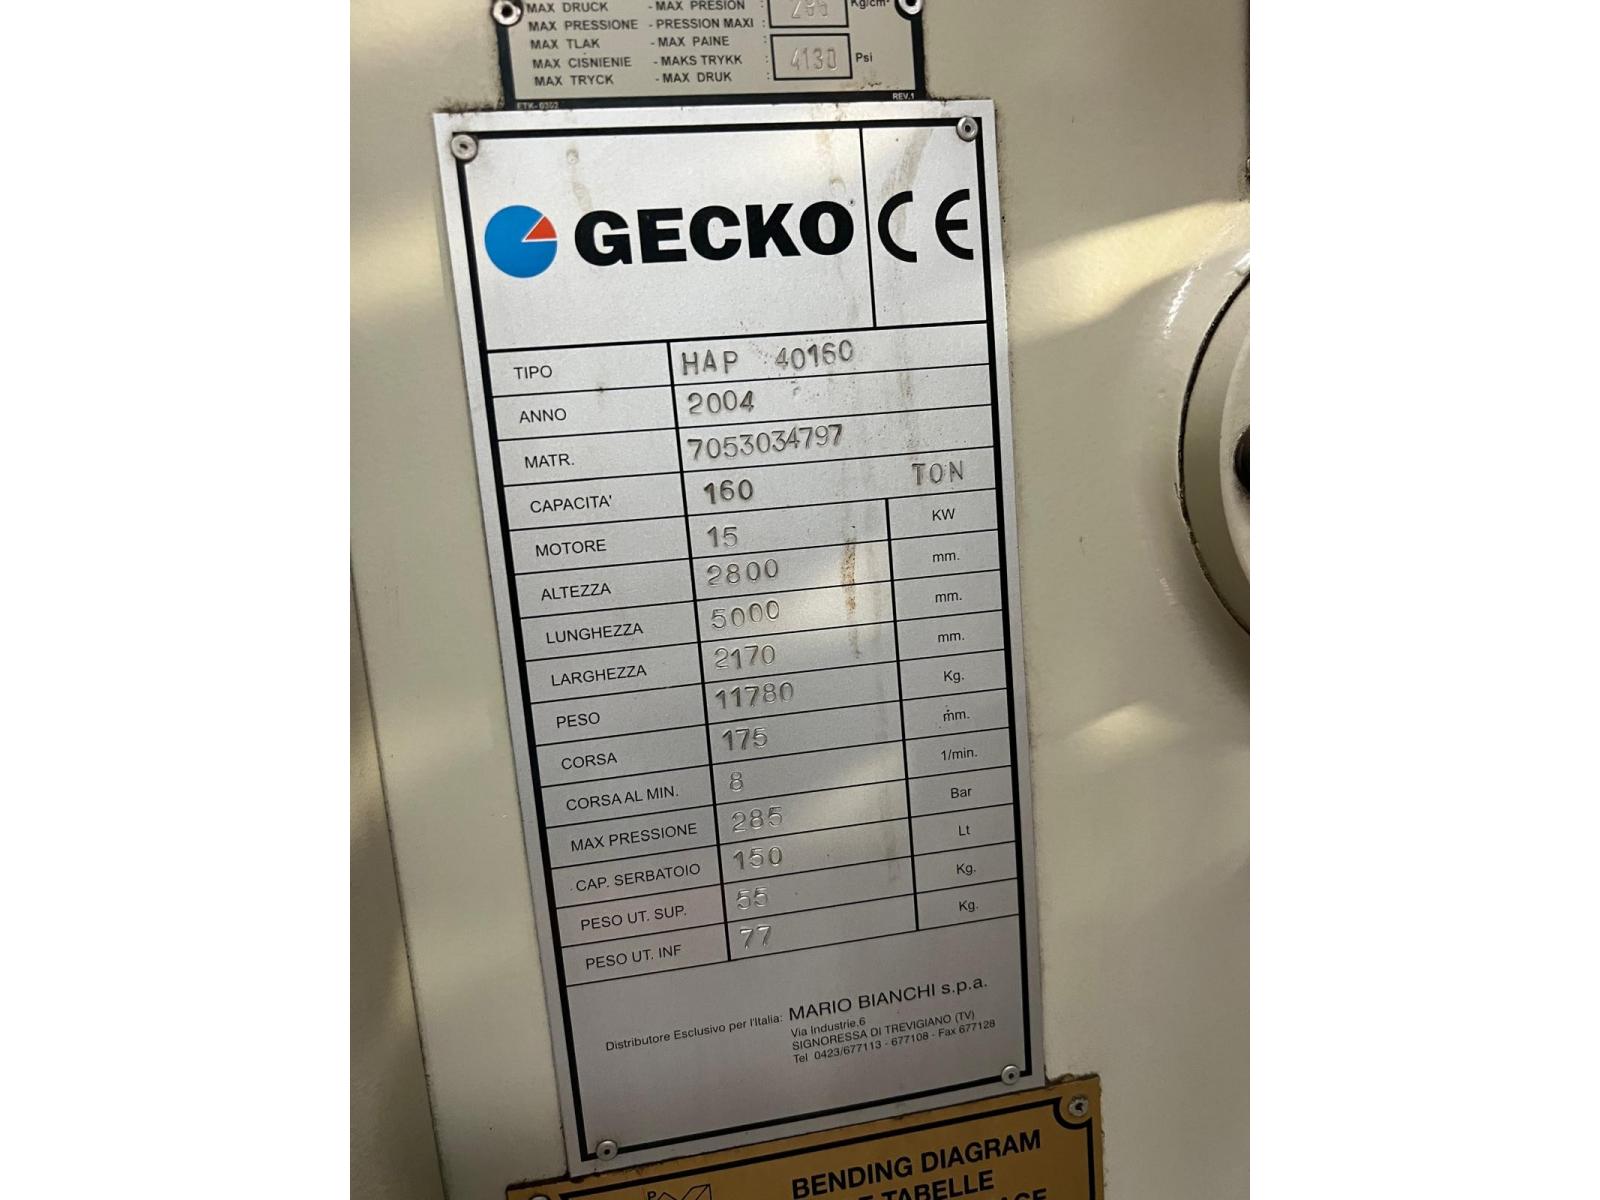 MAX DRUCK - MAX PRESION
MAX PRESSIONE - PRESSION MAXI : Kg/cm²
MAX TLAK - MAX PAINE :
MAX CISNIENIE - MAKS TRYKK : 4130 Psi
MAX TRYCK - MAX DRUK :
ETK-0302 REV.1
GECKO CE
TIPO HAP 40160
ANNO 2004
MATR. 7053034797
CAPACITA' 160 TON
MOTORE 15 KW
ALTEZZA 2800 mm.
LUNGHEZZA 5000 mm.
LARGHEZZA 2170 mm.
PESO 11780 Kg.
CORSA 175 mm.
CORSA AL MIN. 8 1/min.
MAX PRESSIONE 285 Bar
CAP. SERBATOIO 150 Lt
PESO UT. SUP. 55 Kg.
PESO UT. INF 77 Kg.
Distributore Esclusivo per l'Italia: MARIO BIANCHI s.p.a.
Via Industrie,6
SIGNORESSA DI TREVIGIANO (TV)
Tel 0423/677113 - 677108 - Fax 677128
BENDING DIAGRAM
TABELLE
P